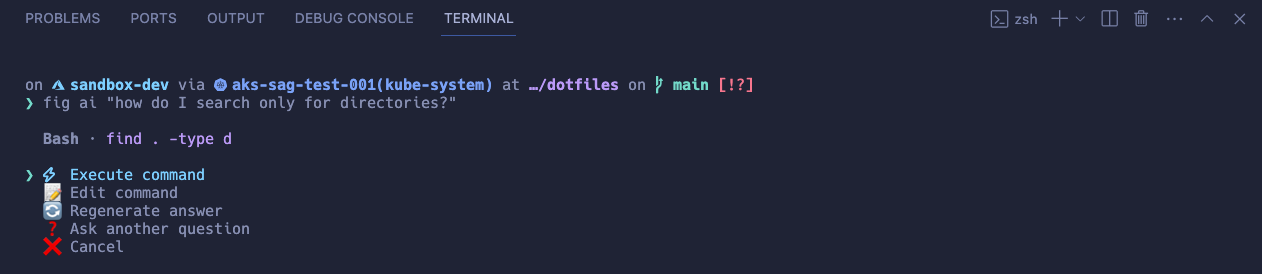 PROBLEMS PORTS OUTPUT DEBUG CONSOLE TERMINAL zsh
on sandbox-dev via aks-sag-test-001(kube-system) at …/dotfiles on main [!?]
❯ fig ai "how do I search only for directories?"
Bash · find . -type d
❯ ⚡ Execute command
📝 Edit command
🔄 Regenerate answer
❓ Ask another question
❌ Cancel